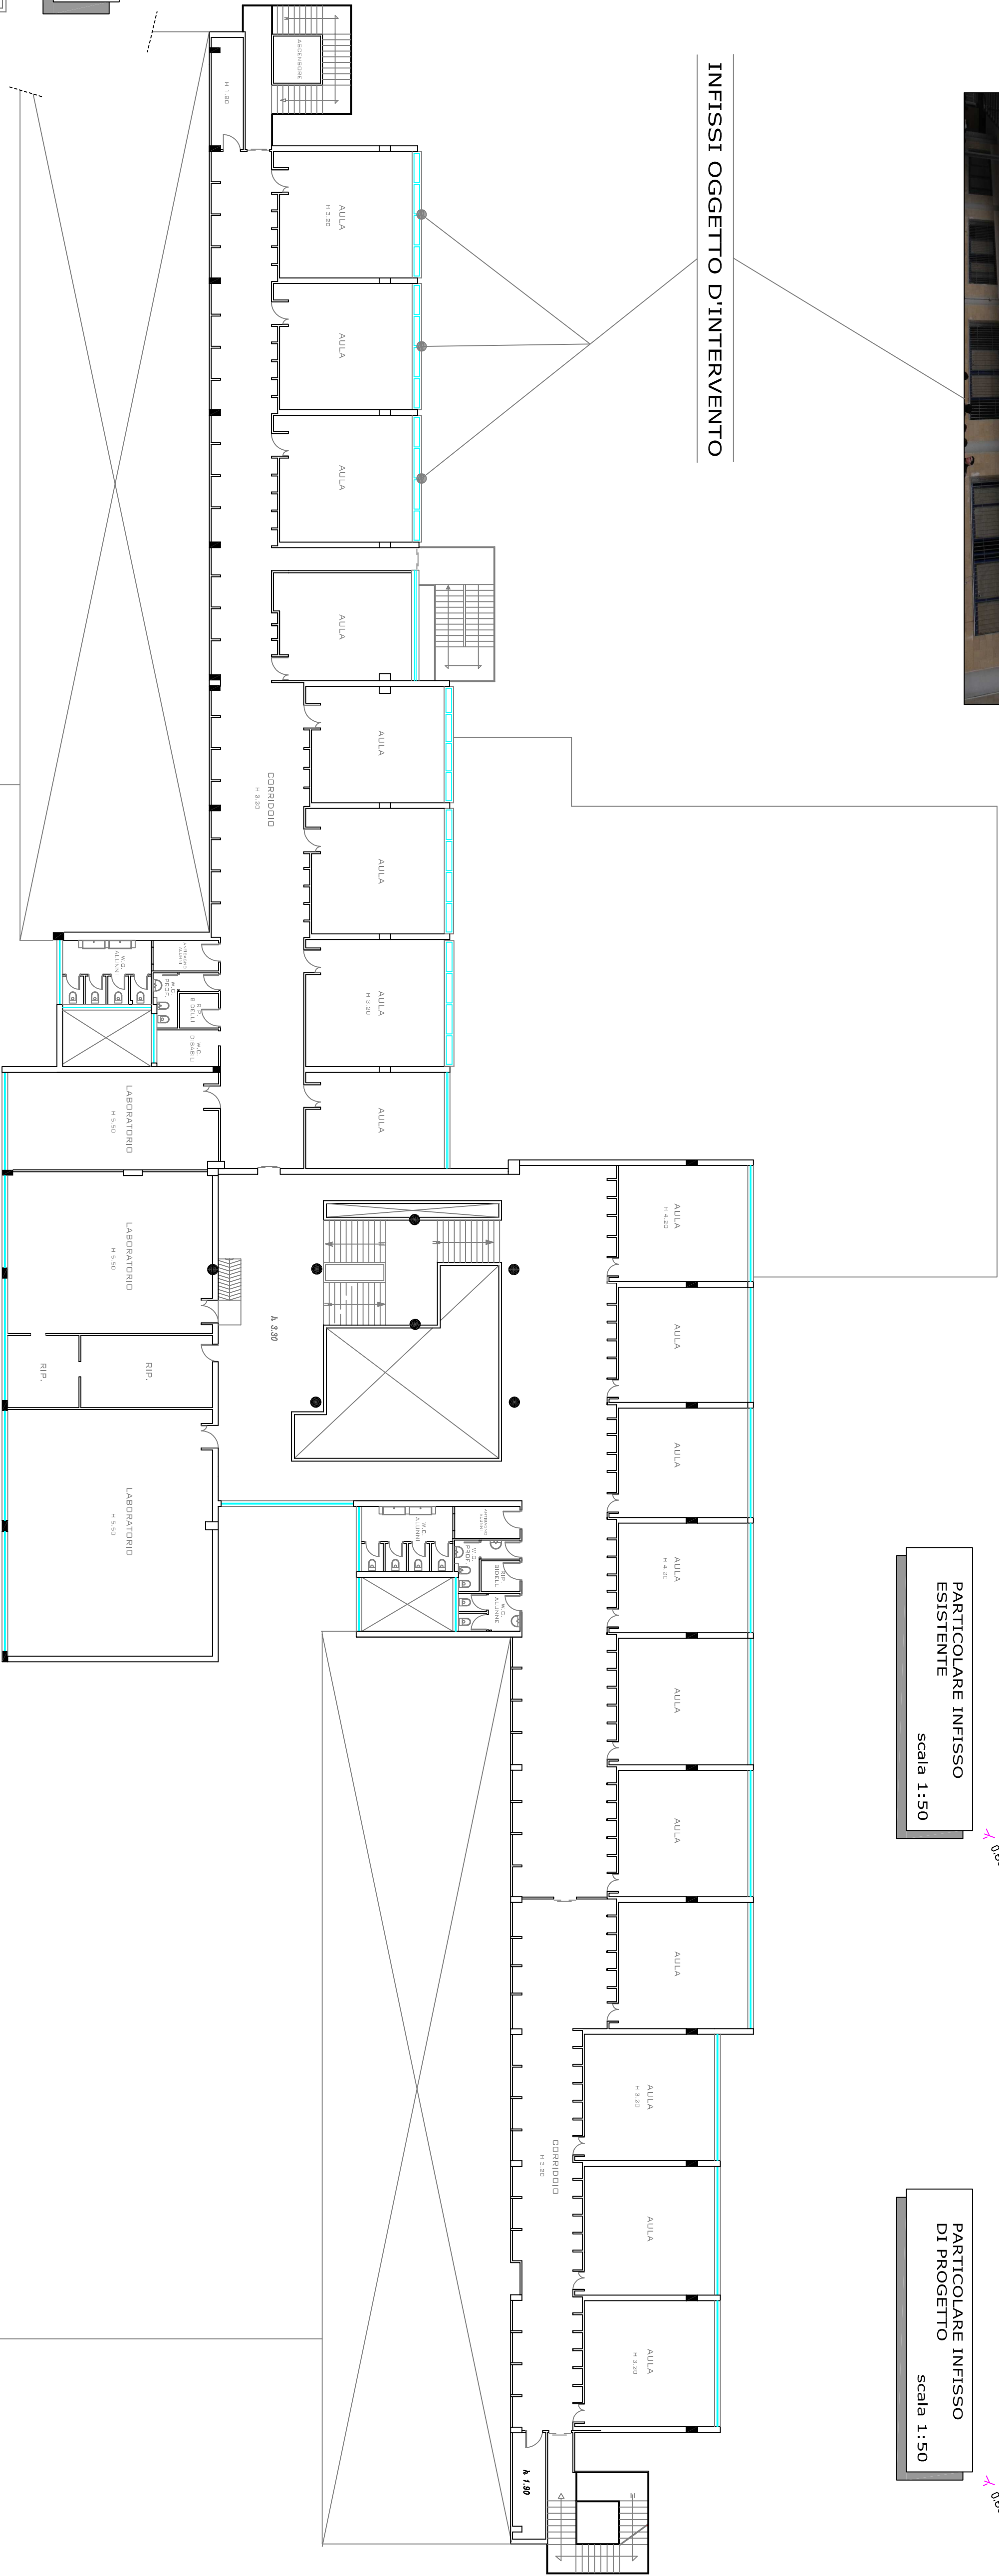 ASCENSORE
H 1.80
INFISSI OGGETTO D'INTERVENTO
AULA
H 3.20
AULA
AULA
AULA
AULA
CORRIDOIO
H 3.20
AULA
AULA
H 3.20
AULA
ANTIBAGNO
ALUNNI
W.C.
ALUNNI
W.C.
PROF.
RIP.
BIDELLI
W.C.
DISABILI
LABORATORIO
H 5.50
LABORATORIO
H 5.50
RIP.
RIP.
LABORATORIO
H 5.50
h 3.30
AULA
H 4.20
AULA
AULA
AULA
H 4.20
AULA
AULA
AULA
W.C.
ALUNNI
W.C.
PROF.
RIP.
BIDELLI
W.C.
ALUNNE
AULA
H 3.20
CORRIDOIO
H 3.20
AULA
AULA
H 3.20
h 1.90
PARTICOLARE INFISSO
ESISTENTE
scala 1:50
PARTICOLARE INFISSO
DI PROGETTO
scala 1:50